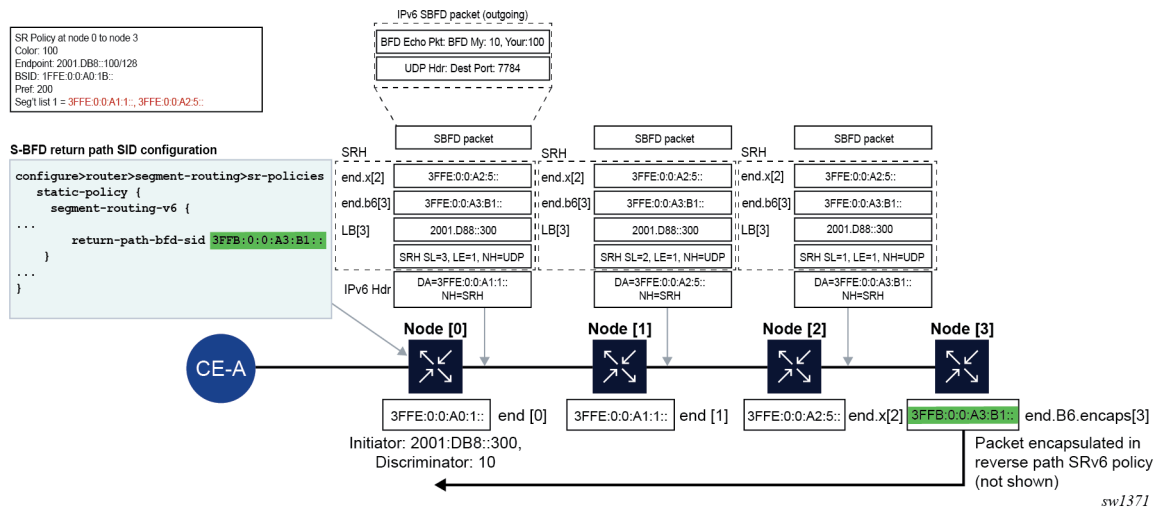 IPv6 SBFD packet (outgoing)
BFD Echo Pkt: BFD My: 10, Your:100
UDP Hdr: Dest Port: 7784
SR Policy at node 0 to node 3
Color: 100
Endpoint: 2001.DB8::100/128
BSID: 1FFE:0:0:A0:1B::
Pref: 200
Seg't list 1 = 3FFE:0:0:A1:1::, 3FFE:0:0:A2:5::
S-BFD return path SID configuration
configure>router>segment-routing>sr-policies
static-policy {
segment-routing-v6 {
...
return-path-bfd-sid 3FFB:0:0:A3:B1::
}
...
}
SBFD packet
SRH
end.x[2]
3FFE:0:0:A2:5::
end.b6[3]
3FFE:0:0:A3:B1::
LB[3]
2001.D88::300
SRH SL=3, LE=1, NH=UDP
IPv6 Hdr
DA=3FFE:0:0:A1:1::
NH=SRH
SBFD packet
SRH
end.x[2]
3FFE:0:0:A2:5::
end.b6[3]
3FFE:0:0:A3:B1::
LB[3]
2001.D88::300
SRH SL=2, LE=1, NH=UDP
DA=3FFE:0:0:A2:5::
NH=SRH
SBFD packet
SRH
end.x[2]
3FFE:0:0:A2:5::
end.b6[3]
3FFE:0:0:A3:B1::
LB[3]
2001.D88::300
SRH SL=1, LE=1, NH=UDP
DA=3FFE:0:0:A3:B1::
NH=SRH
Node [0]
Node [1]
Node [2]
Node [3]
CE-A
3FFE:0:0:A0:1:: end [0]
3FFE:0:0:A1:1:: end [1]
3FFE:0:0:A2:5:: end.x[2]
3FFB:0:0:A3:B1:: end.B6.encaps[3]
Initiator: 2001:DB8::300,
Discriminator: 10
Packet encapsulated in
reverse path SRv6 policy
(not shown)
sw1371